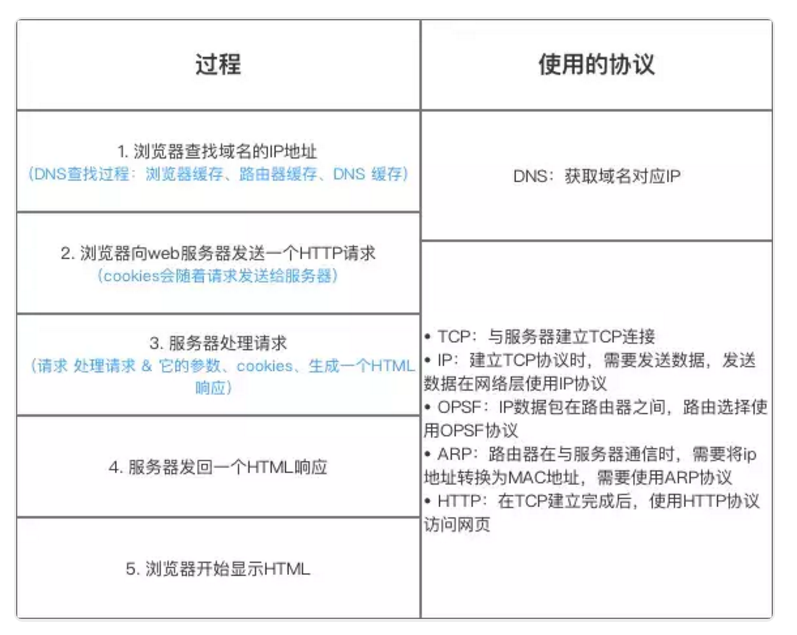 过程
使用的协议
1. 浏览器查找域名的IP地址
（DNS查找过程：浏览器缓存、路由器缓存、DNS 缓存）
DNS：获取域名对应IP
2. 浏览器向web服务器发送一个HTTP请求
（cookies会随着请求发送给服务器）
3. 服务器处理请求
（请求 处理请求 & 它的参数、cookies、生成一个HTML
响应）
4. 服务器发回一个HTML响应
5. 浏览器开始显示HTML
• TCP：与服务器建立TCP连接
• IP：建立TCP协议时，需要发送数据，发送
数据在网络层使用IP协议
• OPSF：IP数据包在路由器之间，路由选择使
用OPSF协议
• ARP：路由器在与服务器通信时，需要将ip
地址转换为MAC地址，需要使用ARP协议
• HTTP：在TCP建立完成后，使用HTTP协议
访问网页